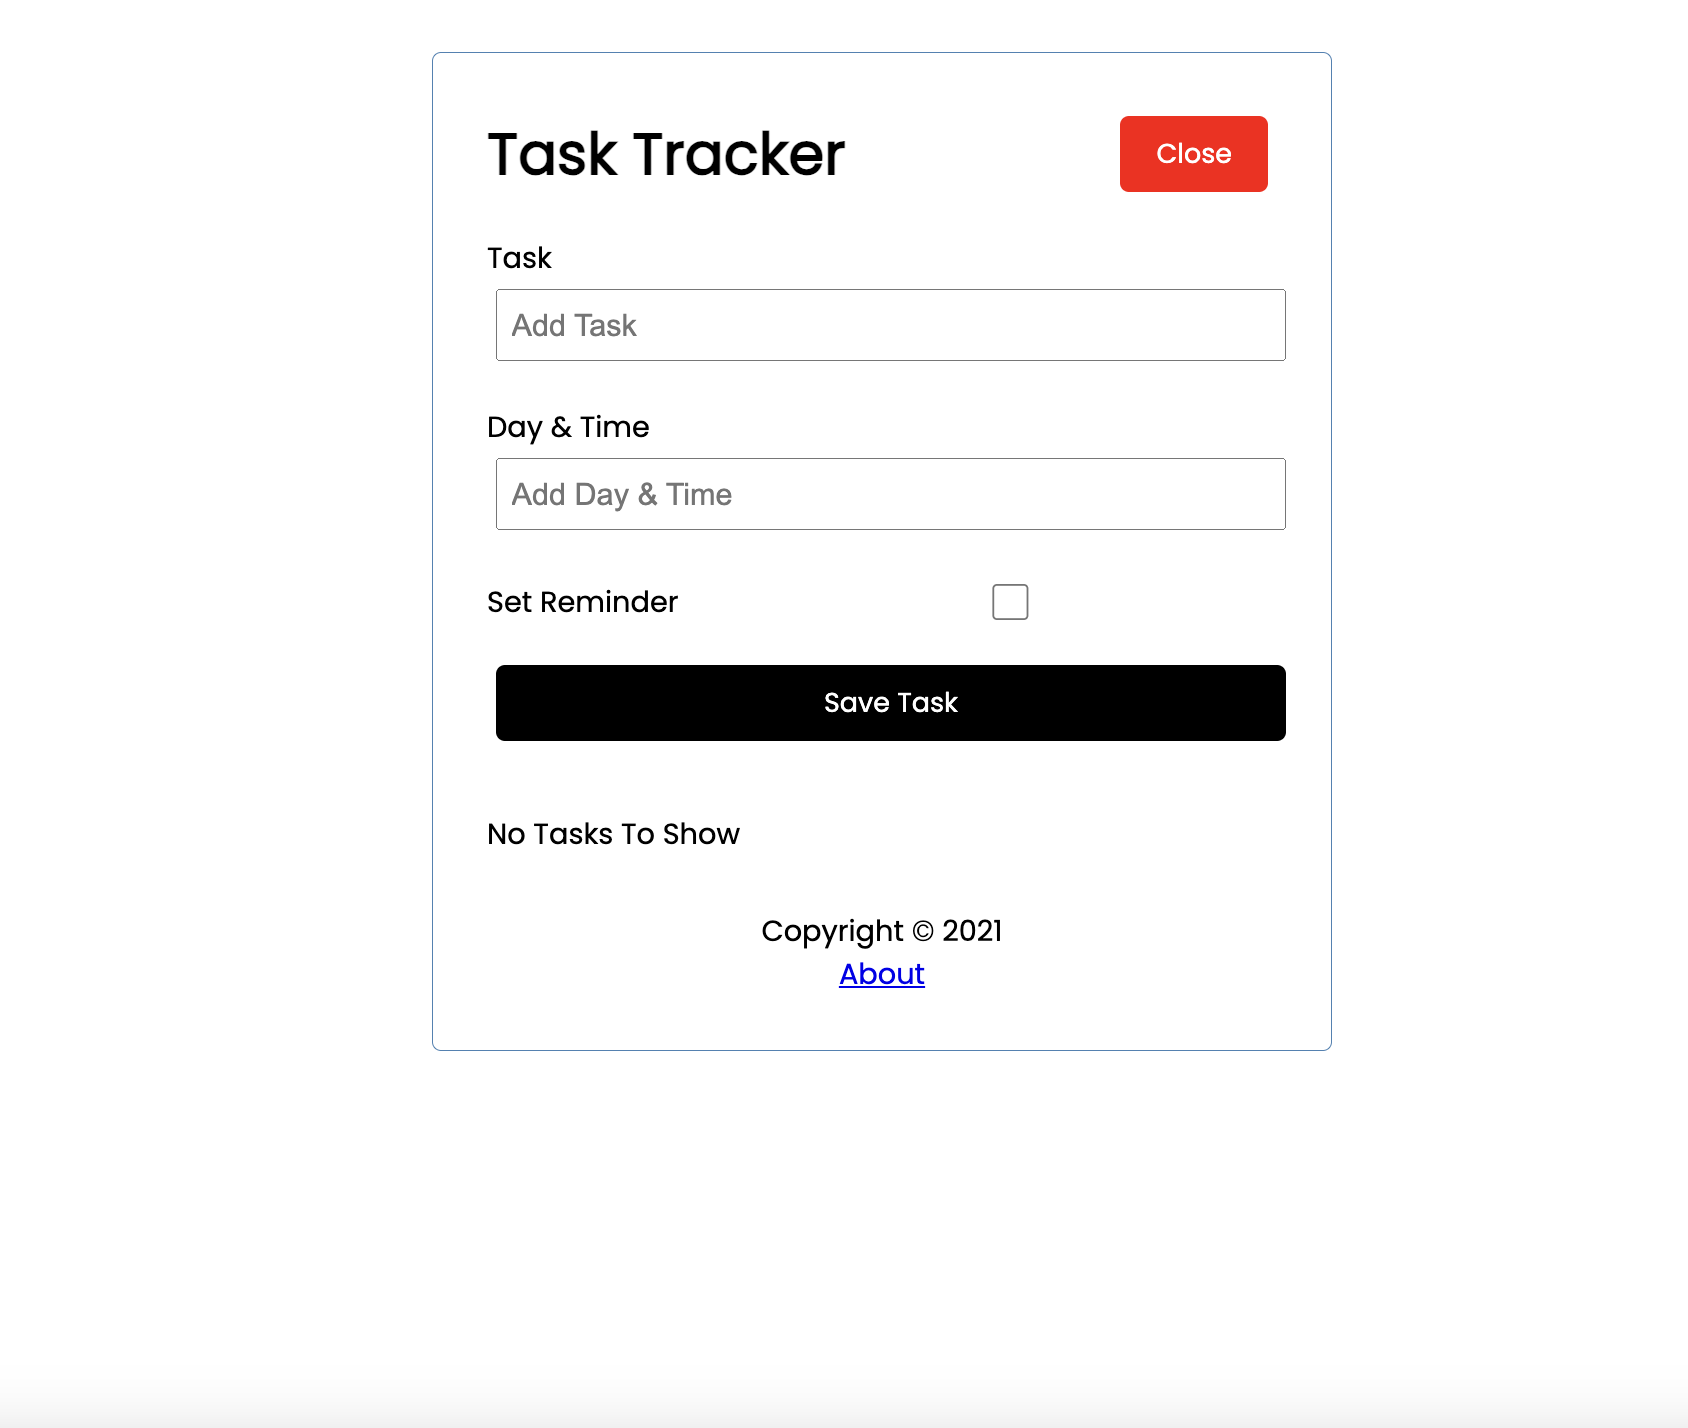 Task Tracker
Close
Task
Add Task
Day & Time
Add Day & Time
Set Reminder
Save Task
No Tasks To Show
Copyright © 2021
About